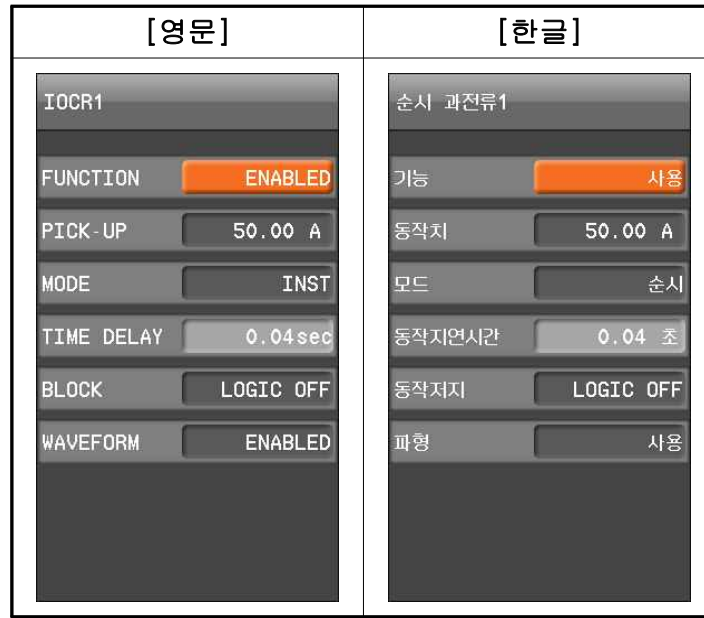 [영문]
[한글]
IOCR1
FUNCTION ENABLED
PICK-UP 50.00 A
MODE INST
TIME DELAY 0.04sec
BLOCK LOGIC OFF
WAVEFORM ENABLED
순시 과전류1
기능 사용
동작치 50.00 A
모드 순시
동작지연시간 0.04 초
동작저지 LOGIC OFF
파형 사용